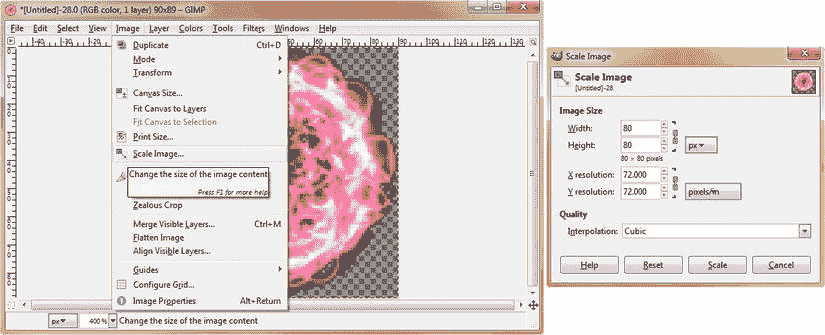 *[Untitled]-28.0 (RGB color, 1 layer) 90x89 – GIMP
File Edit Select View Image Layer Colors Tools Filters Windows Help
Duplicate Ctrl+D
Mode
Transform
Canvas Size...
Fit Canvas to Layers
Fit Canvas to Selection
Print Size...
Scale Image...
Change the size of the image content
Press F1 for more help
Zealous Crop
Merge Visible Layers... Ctrl+M
Flatten Image
Align Visible Layers...
Guides
Configure Grid...
Image Properties Alt+Return
px 400% Change the size of the image content
Scale Image
Scale Image
[Untitled]-28
Image Size
Width: 80
Height: 80 px
80 × 80 pixels
X resolution: 72.000
Y resolution: 72.000 pixels/in
Quality
Interpolation: Cubic
Help Reset Scale Cancel